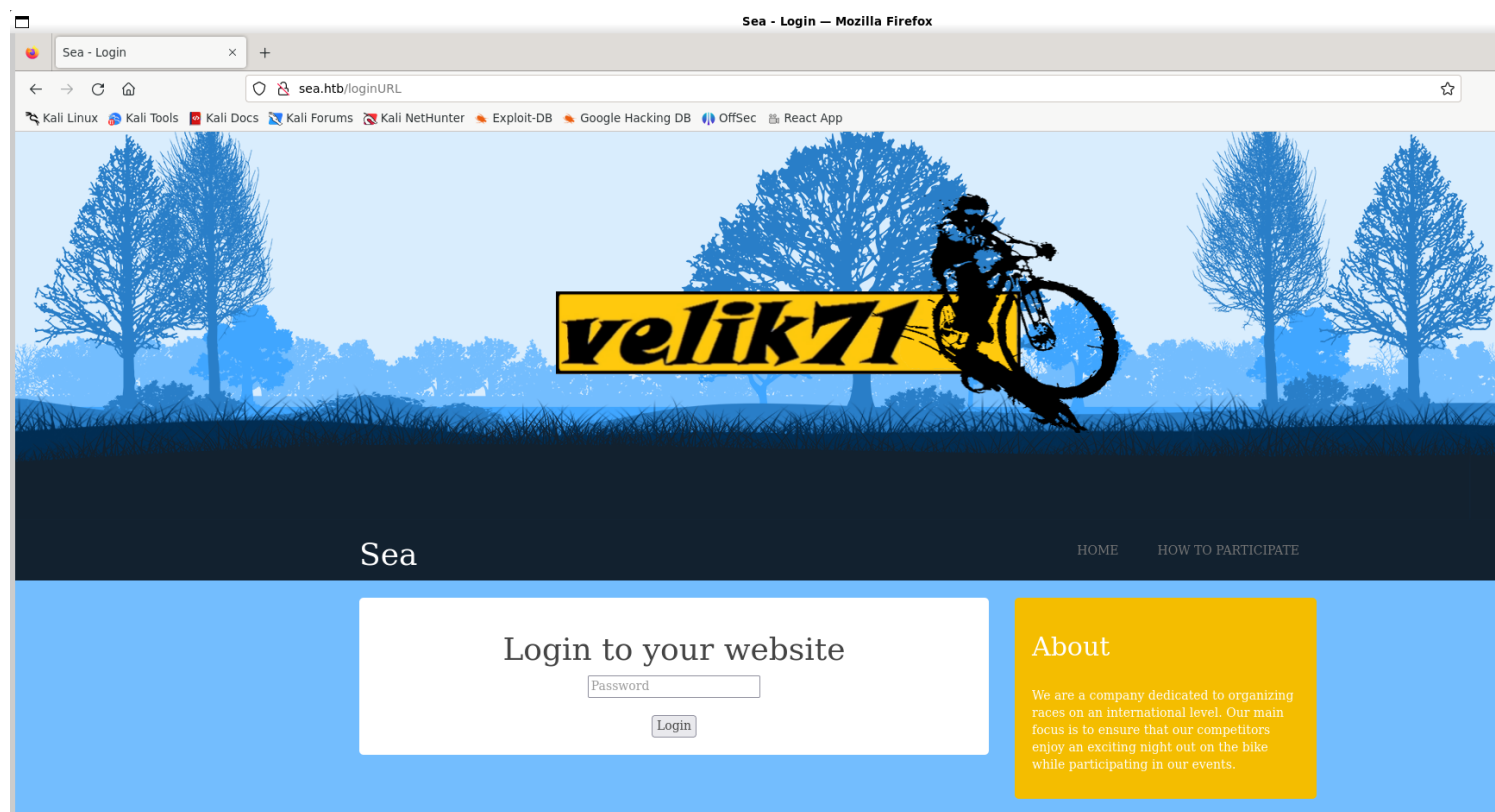 Sea - Login — Mozilla Firefox
Sea - Login
sea.htb/loginURL
Kali Linux Kali Tools Kali Docs Kali Forums Kali NetHunter Exploit-DB Google Hacking DB OffSec React App
velik71
Sea
HOME HOW TO PARTICIPATE
Login to your website
Password
Login
About
We are a company dedicated to organizing
races on an international level. Our main
focus is to ensure that our competitors
enjoy an exciting night out on the bike
while participating in our events.